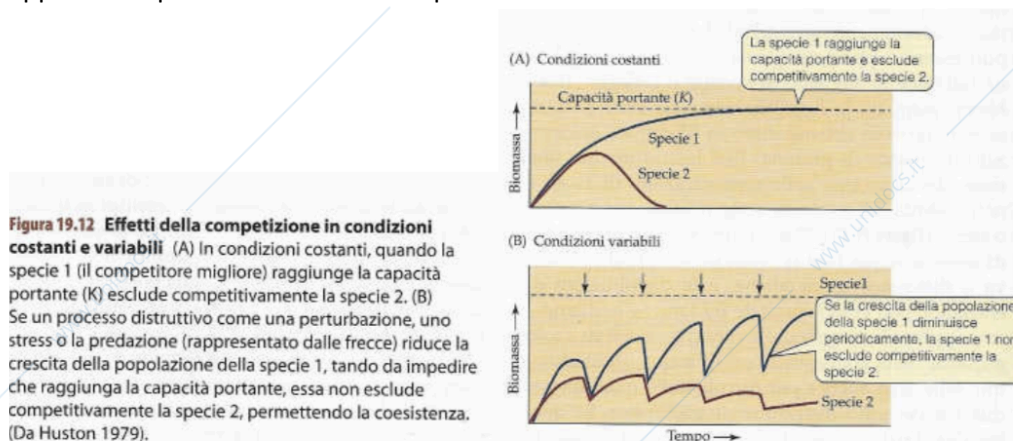 (A) Condizioni costanti
La specie 1 raggiunge la
capacità portante e esclude
competitivamente la specie 2.
Capacità portante (K)
Specie 1
Specie 2
Biomassa
Figura 19.12 Effetti della competizione in condizioni
costanti e variabili (A) In condizioni costanti, quando la
specie 1 (il competitore migliore) raggiunge la capacità
portante (K) esclude competitivamente la specie 2. (B)
Se un processo distruttivo come una perturbazione, uno
stress o la predazione (rappresentato dalle frecce) riduce la
crescita della popolazione della specie 1, tando da impedire
che raggiunga la capacità portante, essa non esclude
competitivamente la specie 2, permettendo la coesistenza.
(Da Huston 1979).
(B) Condizioni variabili
Specie1
Se la crescita della popolazione
della specie 1 diminuisce
periodicamente, la specie 1 non
esclude competitivamente la
specie 2.
Specie 2
Biomassa
Tempo
www.unidocs.it
www.unidocs.it